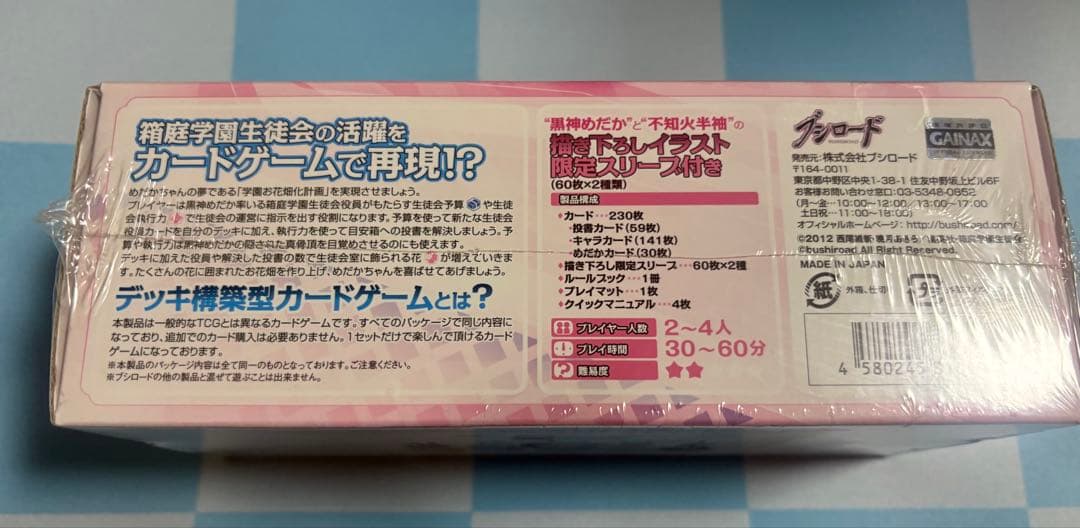 箱庭学園生徒会の活躍を
カードゲームで再現!?
めだかちゃんの夢である「学園お花畑化計画」を実現させましょう。
プレイヤーは黒神めだか率いる箱庭学園生徒会役員がもたらす生徒会予算 や生徒
会執行力 で生徒会の運営に指示を出す役割になります。予算を使って新たな生徒会
役員カードを自分のデッキに加え、執行力を使って目安箱への投書を解決しましょう。予
算や執行力は黒神めだかの隠された真骨頂を目覚めさせるのにも使えます。
デッキに加えた役員や解決した投書の数で生徒会室に飾られる花 が増えていきま
す。たくさんの花に囲まれたお花畑を作り上げ、めだかちゃんを喜ばせてあげましょう。
デッキ構築型カードゲームとは?
本製品は一般的なTCGとは異なるカードゲームです。すべてのパッケージで同じ内容に
なっており、追加でのカード購入は必要ありません。1セットだけで楽しんで頂けるカード
ゲームになっております。
※本製品のパッケージ内容は全て同一のものとなっております。ご注意ください。
※ブシロードの他の製品と混ぜて遊ぶことは出来ません。
"黒神めだか"と"不知火半袖"の
描き下ろしイラスト
限定スリーブ付き
(60枚×2種類)
製品構成
◆カード…230枚
・投書カード(59枚)
・キャラカード(141枚)
・めだかカード(30枚)
◆描き下ろし限定スリーブ…60枚×2種
◆ルールブック…1冊
◆プレイマット…1枚
◆クイックマニュアル…4枚
プレイヤー人数 2～4人
プレイ時間 30～60分
難易度 ★★
ブシロード
GAINAX
発売元:株式会社ブシロード
〒164-0011
東京都中野区中央1-38-1 住友中野坂上ビル6F
お客様お問い合わせ窓口:03-5348-0852
(月～金…10:00～12:00 13:00～17:00
土日祝…11:00～18:00)
オフィシャルホームページ:http://bushiroad.com/
©2012 西尾維新・暁月あきら
©bushiroad All Right Reserved
MADE IN JAPAN
紙 外箱、仕切
4 580245